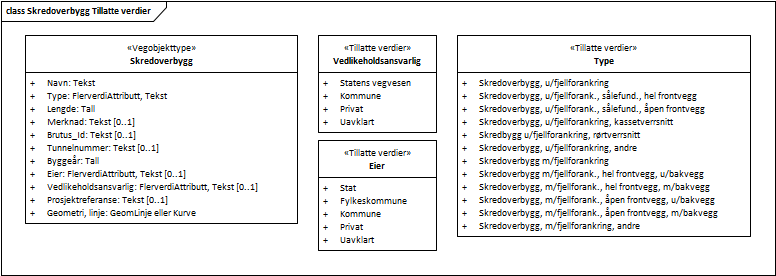 class Skredoverbygg Tillatte verdier
«Vegobjekttype»
Skredoverbygg
+ Navn: Tekst
+ Type: FlerverdiAttributt, Tekst
+ Lengde: Tall
+ Merknad: Tekst [0..1]
+ Brutus_Id: Tekst [0..1]
+ Tunnelnummer: Tekst [0..1]
+ Byggeår: Tall
+ Eier: FlerverdiAttributt, Tekst [0..1]
+ Vedlikeholdsansvarlig: FlerverdiAttributt, Tekst [0..1]
+ Prosjektreferanse: Tekst [0..1]
+ Geometri, linje: GeomLinje eller Kurve
«Tillatte verdier»
Vedlikeholdsansvarlig
+ Statens vegvesen
+ Kommune
+ Privat
+ Uavklart
«Tillatte verdier»
Eier
+ Stat
+ Fylkeskommune
+ Kommune
+ Privat
+ Uavklart
«Tillatte verdier»
Type
+ Skredoverbygg, u/fjellforankring
+ Skredoverbygg, u/fjellforank., sålefund., hel frontvegg
+ Skredoverbygg, u/fjellforank., sålefund., åpen frontvegg
+ Skredoverbygg, u/fjellforankring, kassetverrsnitt
+ Skredbygg u/fjellforankring, rørtverrsnitt
+ Skredoverbygg, u/fjellforankring, andre
+ Skredoverbygg m/fjellforankring
+ Skredoverbygg m/fjellforank., hel frontvegg, u/bakvegg
+ Skredoverbygg, m/fjellforank., hel frontvegg, m/bakvegg
+ Skredoverbygg, m/fjellforank., åpen frontvegg, u/bakvegg
+ Skredoverbygg, m/fjellforank., åpen frontvegg, m/bakvegg
+ Skredoverbygg, m/fjellforankring, andre